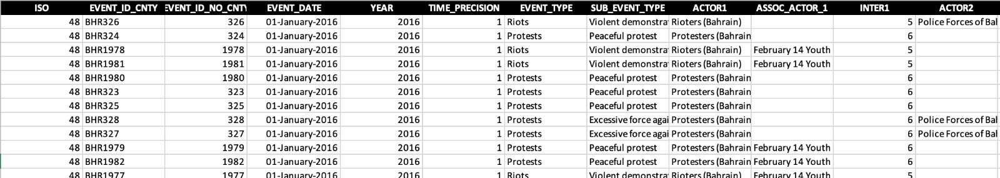 ISO EVENT_ID_CNTY EVENT_ID_NO_CNTY EVENT_DATE YEAR TIME_PRECISION EVENT_TYPE SUB_EVENT_TYPE ACTOR1 ASSOC_ACTOR_1 INTER1 ACTOR2
48 BHR326 326 01-January-2016 2016 1 Riots Violent demonstra Rioters (Bahrain) 5 Police Forces of Bah
48 BHR324 324 01-January-2016 2016 1 Protests Peaceful protest Protesters (Bahrain 6
48 BHR1978 1978 01-January-2016 2016 1 Riots Violent demonstra Rioters (Bahrain) February 14 Youth 5
48 BHR1981 1981 01-January-2016 2016 1 Riots Violent demonstra Rioters (Bahrain) February 14 Youth 5
48 BHR1980 1980 01-January-2016 2016 1 Protests Peaceful protest Protesters (Bahrain 6
48 BHR323 323 01-January-2016 2016 1 Protests Peaceful protest Protesters (Bahrain 6
48 BHR325 325 01-January-2016 2016 1 Protests Peaceful protest Protesters (Bahrain 6
48 BHR328 328 01-January-2016 2016 1 Protests Excessive force agai Protesters (Bahrain 6 Police Forces of Bah
48 BHR327 327 01-January-2016 2016 1 Protests Excessive force agai Protesters (Bahrain 6 Police Forces of Bah
48 BHR1979 1979 01-January-2016 2016 1 Protests Peaceful protest Protesters (Bahrain February 14 Youth 6
48 BHR1982 1982 01-January-2016 2016 1 Protests Peaceful protest Protesters (Bahrain February 14 Youth 6
48 BHR1977 1977 01-January-2016 2016 1 Riots Violent demonstra Rioters (Bahrain) February 14 Youth 5